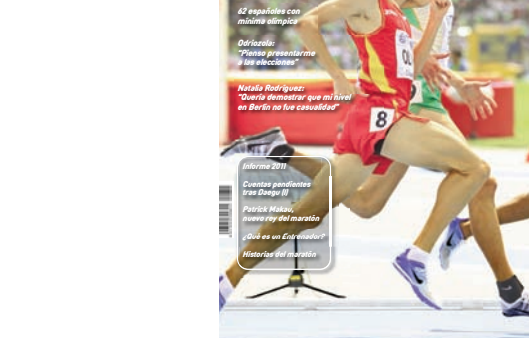 62 españoles con
mínima olímpica
Odriozola:
"Pienso presentarme
a las elecciones"
Natalia Rodríguez:
"Quería demostrar que mi nivel
en Berlín no fue casualidad"
8
Informe 2011
Cuentas pendientes
tras Daegu (I)
Patrick Makau,
nuevo rey del maratón
¿Qué es un Entrenador?
Historias del maratón